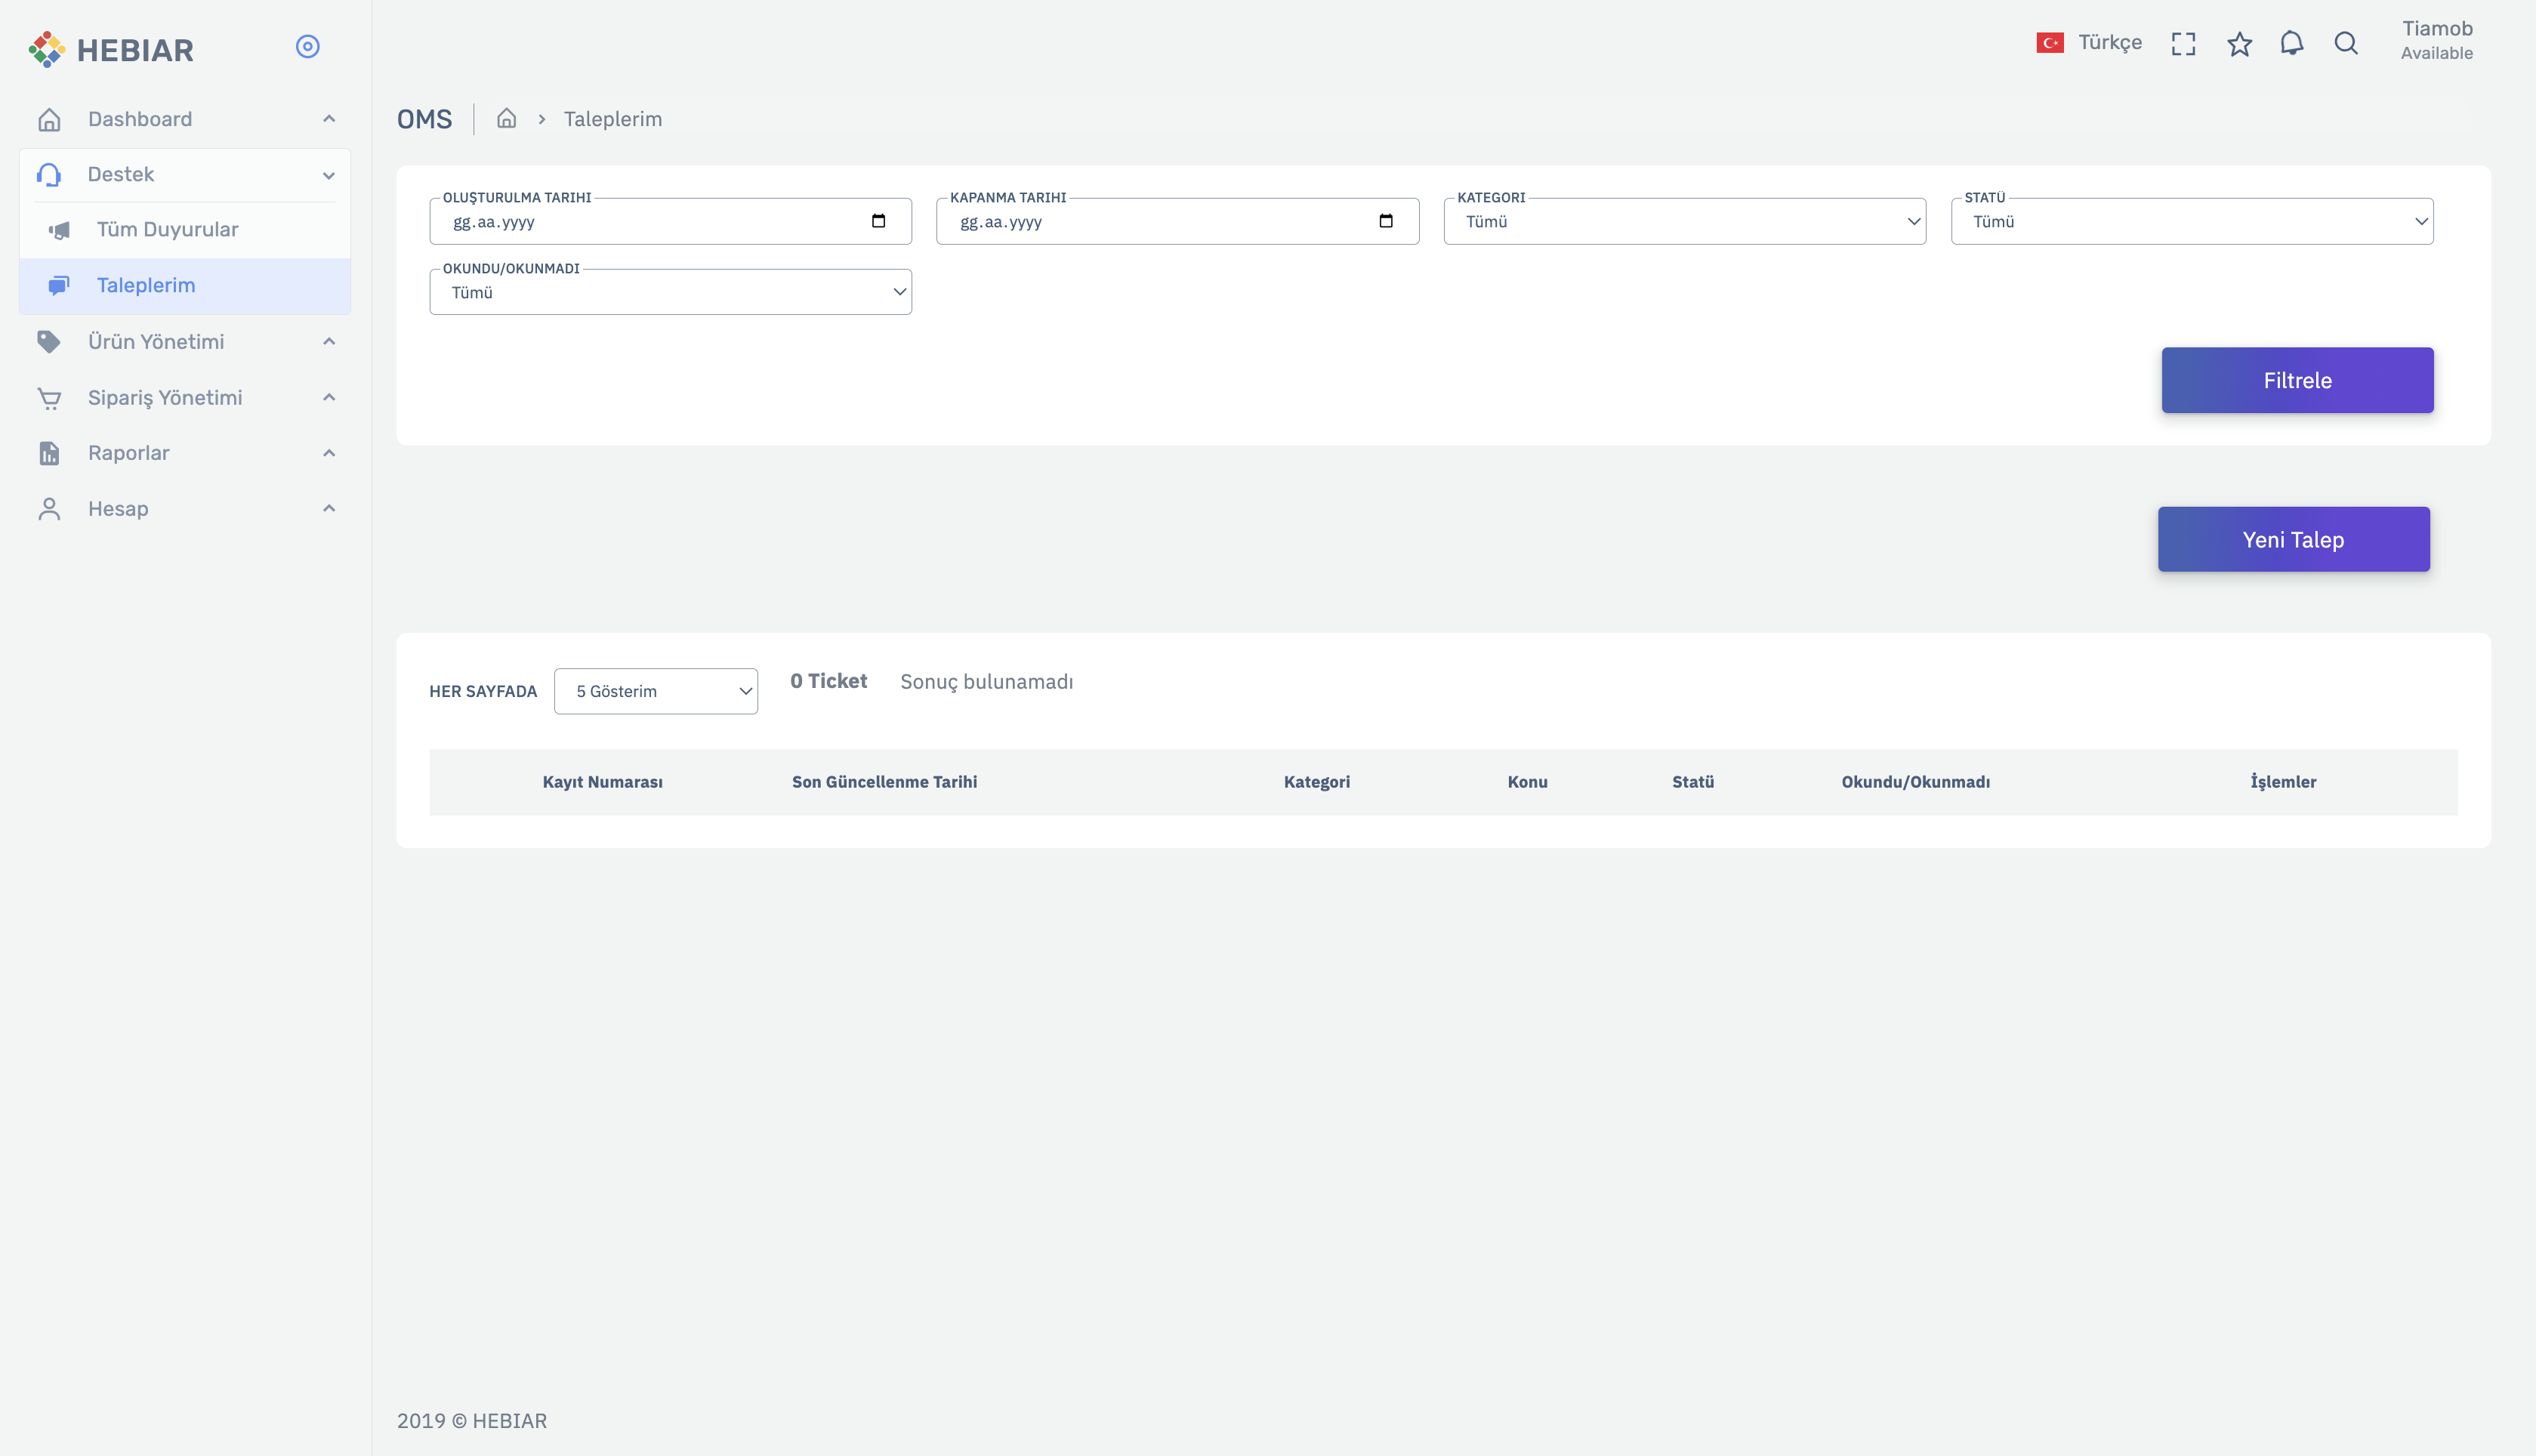 HEBIAR
Türkçe
Tiamob
Available
Dashboard
Destek
Tüm Duyurular
Taleplerim
Ürün Yönetimi
Sipariş Yönetimi
Raporlar
Hesap
OMS
Taleplerim
OLUŞTURULMA TARIHI
gg.aa.yyyy
KAPANMA TARIHI
gg.aa.yyyy
KATEGORI
Tümü
STATÜ
Tümü
OKUNDU/OKUNMADI
Tümü
Filtrele
Yeni Talep
HER SAYFADA
5 Gösterim
0 Ticket
Sonuç bulunamadı
Kayıt Numarası Son Güncellenme Tarihi Kategori Konu Statü Okundu/Okunmadı İşlemler
2019 © HEBIAR